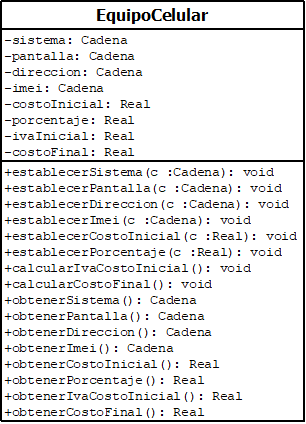 EquipoCelular
-sistema: Cadena
-pantalla: Cadena
-direccion: Cadena
-imei: Cadena
-costoInicial: Real
-porcentaje: Real
-ivaInicial: Real
-costoFinal: Real
+establecerSistema(c :Cadena): void
+establecerPantalla(c :Cadena): void
+establecerDireccion(c :Cadena): void
+establecerImei(c :Cadena): void
+establecerCostoInicial(c :Real): void
+establecerPorcentaje(c :Real): void
+calcularIvaCostoInicial(): void
+calcularCostoFinal(): void
+obtenerSistema(): Cadena
+obtenerPantalla(): Cadena
+obtenerDireccion(): Cadena
+obtenerImei(): Cadena
+obtenerCostoInicial(): Real
+obtenerPorcentaje(): Real
+obtenerIvaCostoInicial(): Real
+obtenerCostoFinal(): Real